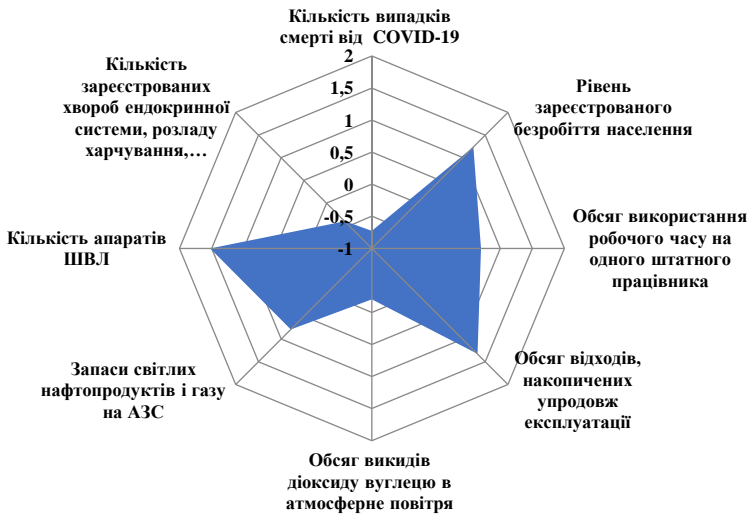 Кількість випадків
смерті від COVID-19
Рівень
зареєстрованого
безробіття населення
Обсяг використання
робочого часу на
одного штатного
працівника
Обсяг відходів,
накопичених
упродовж
експлуатації
Обсяг викидів
діоксиду вуглецю в
атмосферне повітря
Запаси світлих
нафтопродуктів і газу
на АЗС
Кількість апаратів
ШВЛ
Кількість
зареєстрованих
хвороб ендокринної
системи, розладу
харчування,…
2
1,5
1
0,5
0
-0,5
-1